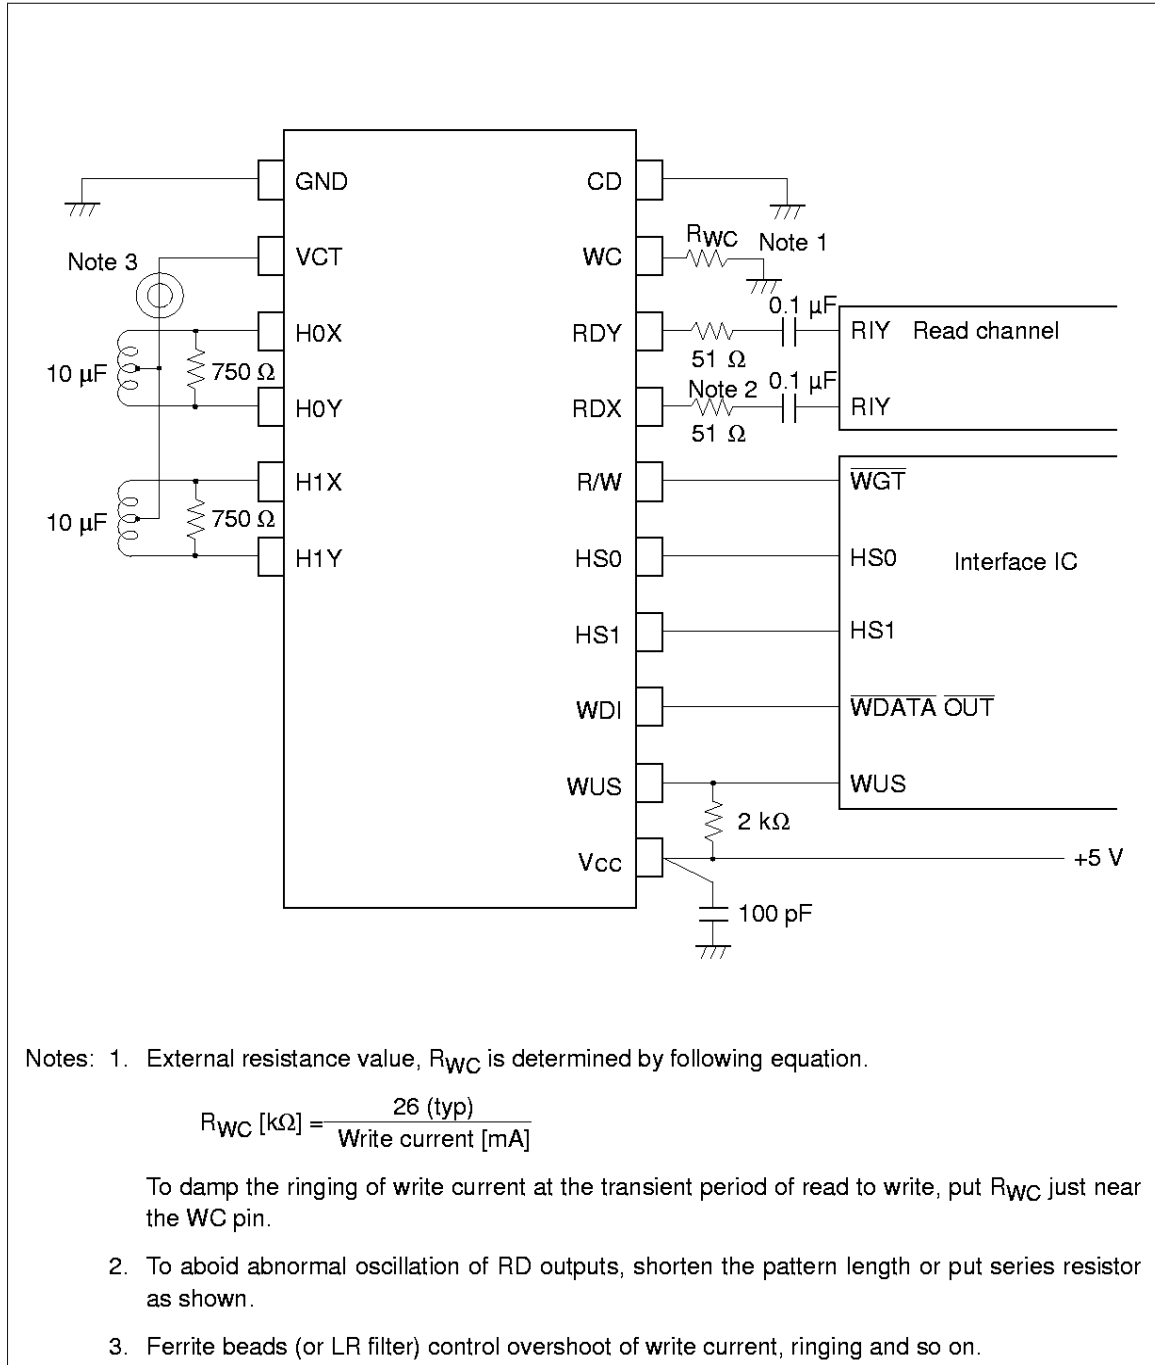 GND
CD
Note 3
VCT
WC
RWC
Note 1
0.1 µF
H0X
RDY
RIY
Read channel
10 µF
750 Ω
51 Ω
Note 2
0.1 µF
H0Y
RDX
RIY
51 Ω
H1X
R/W
WGT
10 µF
750 Ω
H1Y
HS0
HS0
Interface IC
HS1
HS1
WDI
WDATA OUT
WUS
WUS
2 kΩ
Vcc
+5 V
100 pF
Notes: 1. External resistance value, RWC is determined by following equation.
RWC [kΩ] = 26 (typ) / Write current [mA]
To damp the ringing of write current at the transient period of read to write, put RWC just near
the WC pin.
2. To aboid abnormal oscillation of RD outputs, shorten the pattern length or put series resistor
as shown.
3. Ferrite beads (or LR filter) control overshoot of write current, ringing and so on.